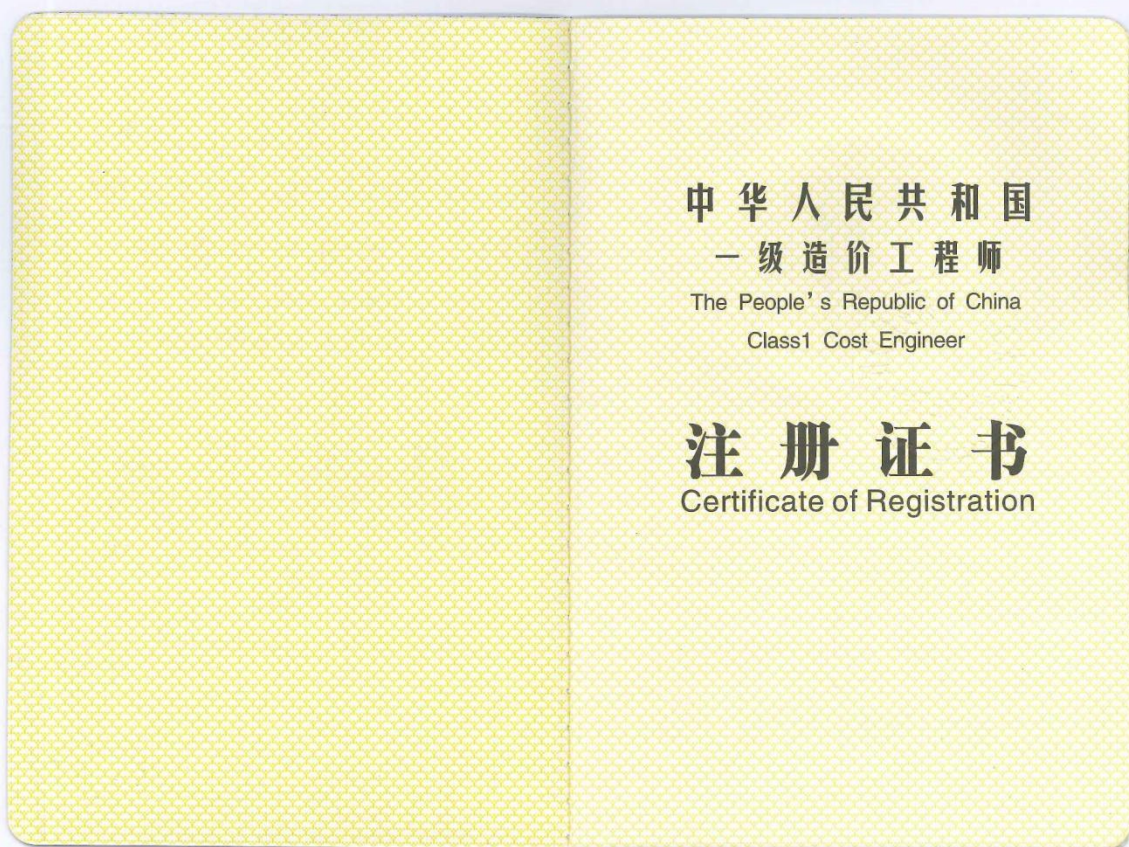 中华人民共和国
一级造价工程师
The People's Republic of China
Class1 Cost Engineer
注册证书
Certificate of Registration